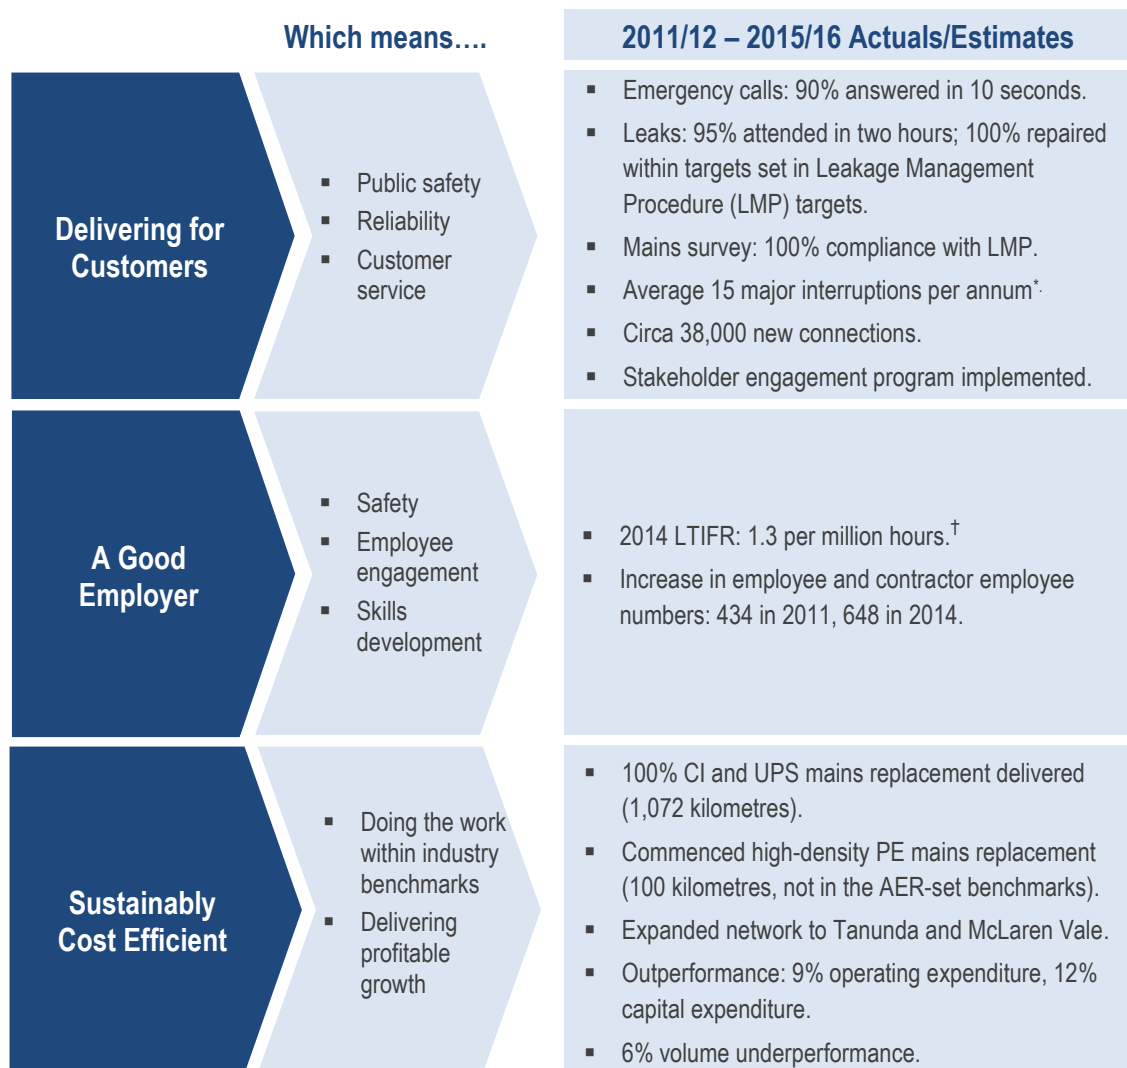 Which means….
2011/12 – 2015/16 Actuals/Estimates
Delivering for
Customers
▪ Public safety
▪ Reliability
▪ Customer
service
▪ Emergency calls: 90% answered in 10 seconds.
▪ Leaks: 95% attended in two hours; 100% repaired
within targets set in Leakage Management
Procedure (LMP) targets.
▪ Mains survey: 100% compliance with LMP.
▪ Average 15 major interruptions per annum*.
▪ Circa 38,000 new connections.
▪ Stakeholder engagement program implemented.
A Good
Employer
▪ Safety
▪ Employee
engagement
▪ Skills
development
▪ 2014 LTIFR: 1.3 per million hours.†
▪ Increase in employee and contractor employee
numbers: 434 in 2011, 648 in 2014.
Sustainably
Cost Efficient
▪ Doing the work
within industry
benchmarks
▪ Delivering
profitable
growth
▪ 100% CI and UPS mains replacement delivered
(1,072 kilometres).
▪ Commenced high-density PE mains replacement
(100 kilometres, not in the AER-set benchmarks).
▪ Expanded network to Tanunda and McLaren Vale.
▪ Outperformance: 9% operating expenditure, 12%
capital expenditure.
▪ 6% volume underperformance.